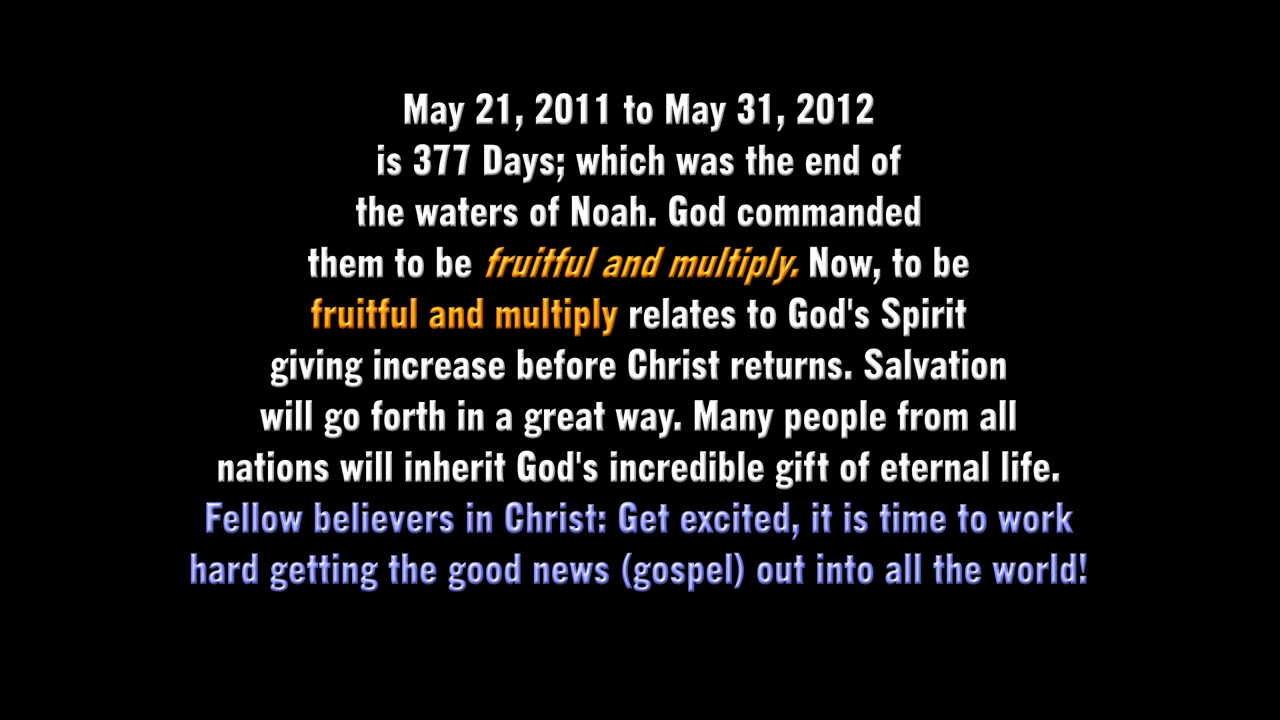 May 21, 2011 to May 31, 2012
is 377 Days; which was the end of
the waters of Noah. God commanded
them to be fruitful and multiply. Now, to be
fruitful and multiply relates to God's Spirit
giving increase before Christ returns. Salvation
will go forth in a great way. Many people from all
nations will inherit God's incredible gift of eternal life.
Fellow believers in Christ: Get excited, it is time to work
hard getting the good news (gospel) out into all the world!